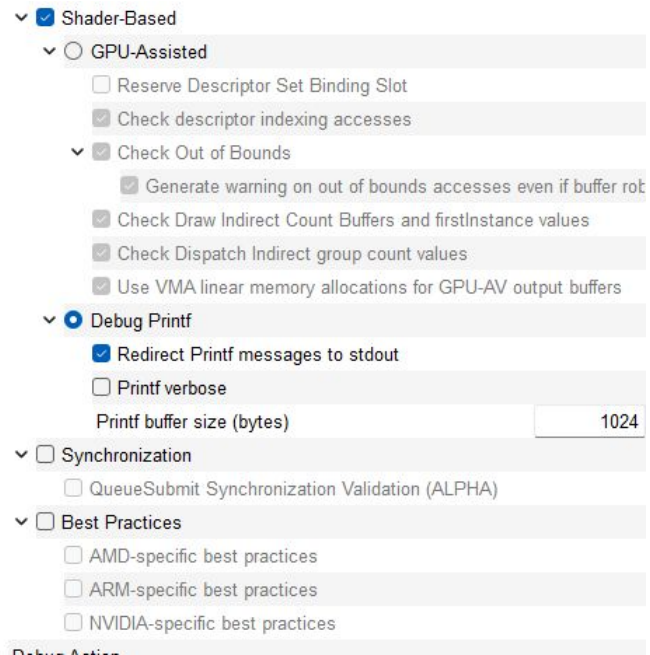 Shader-Based
GPU-Assisted
Reserve Descriptor Set Binding Slot
Check descriptor indexing accesses
Check Out of Bounds
Generate warning on out of bounds accesses even if buffer rob
Check Draw Indirect Count Buffers and firstInstance values
Check Dispatch Indirect group count values
Use VMA linear memory allocations for GPU-AV output buffers
Debug Printf
Redirect Printf messages to stdout
Printf verbose
Printf buffer size (bytes) 1024
Synchronization
QueueSubmit Synchronization Validation (ALPHA)
Best Practices
AMD-specific best practices
ARM-specific best practices
NVIDIA-specific best practices
Debug Action